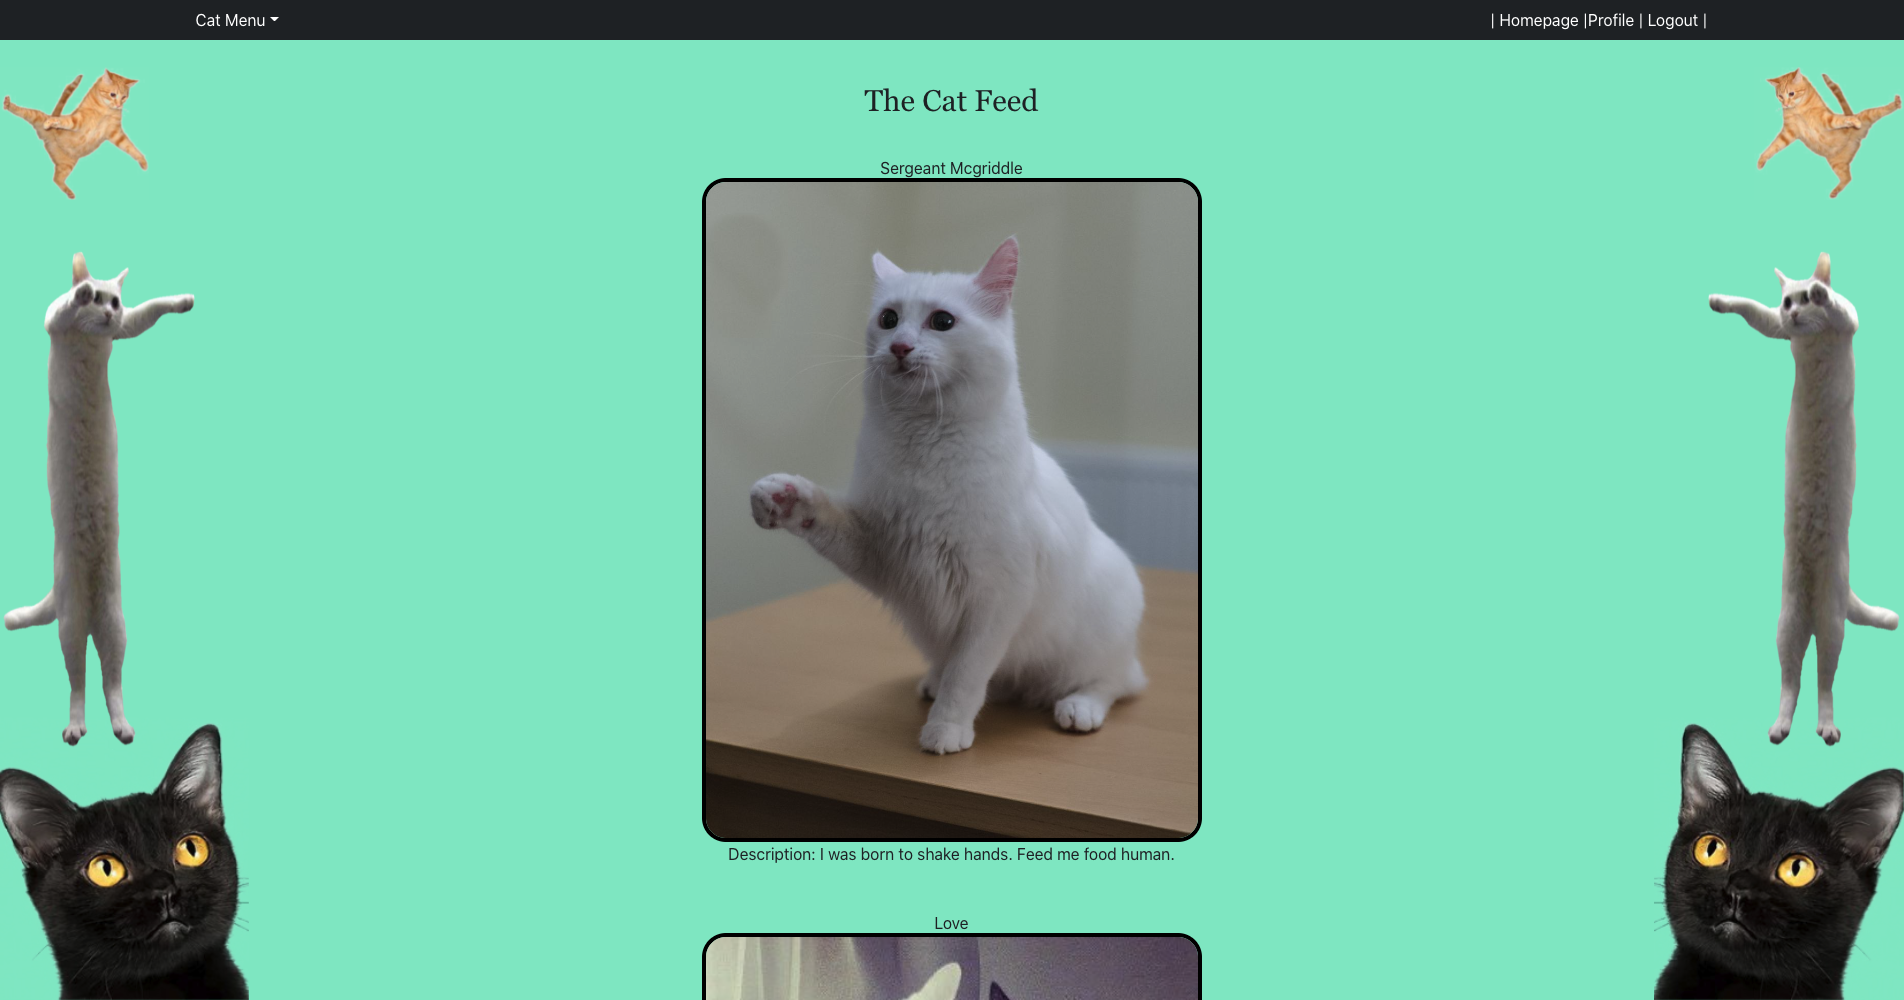 Cat Menu
| Homepage |Profile | Logout |
The Cat Feed
Sergeant Mcgriddle
Description: I was born to shake hands. Feed me food human.
Love